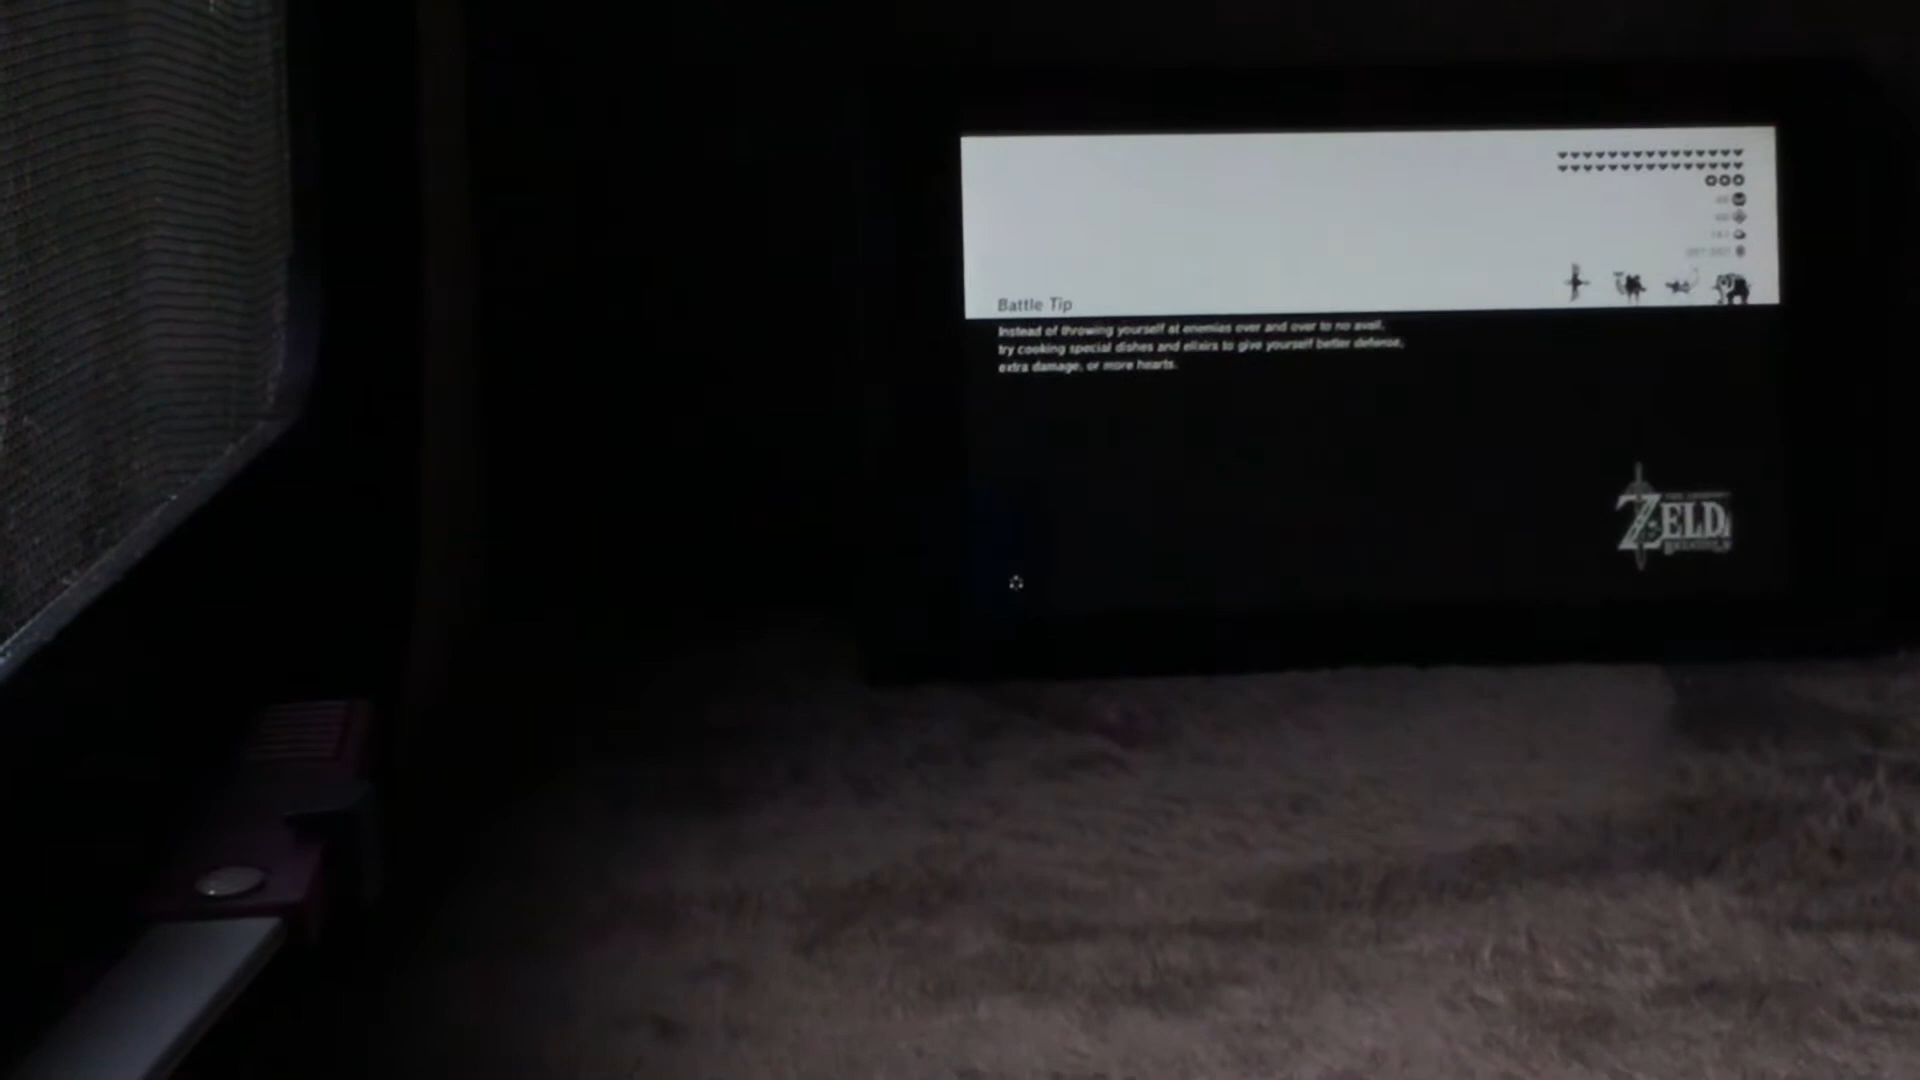 Battle Tip
Instead of throwing yourself at enemies over and over to no avail,
try cooking special dishes and elixirs to give yourself better defense,
extra damage, or more hearts.
ZELDA